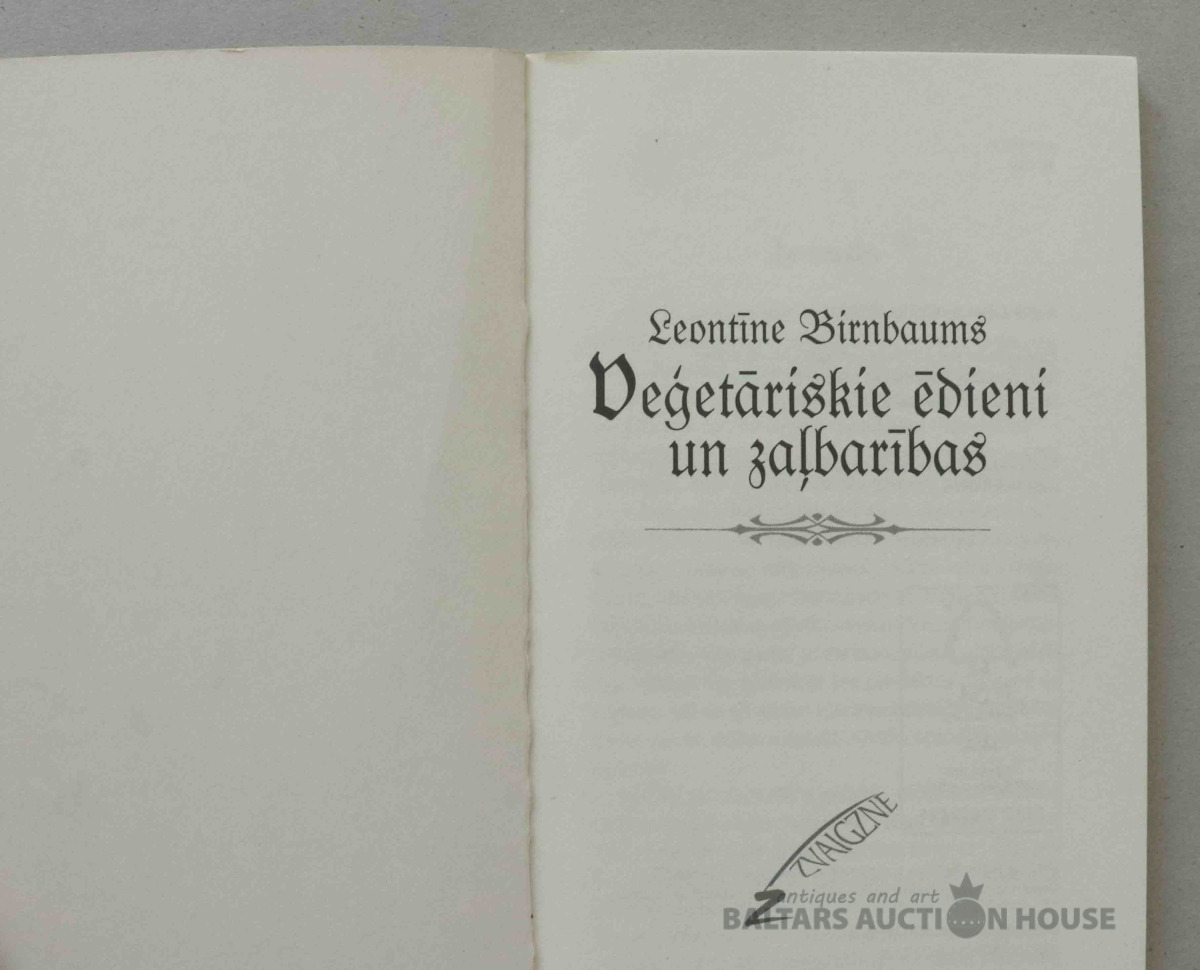 Leontīne Birnbaums
Veģetāriskie ēdieni
un zaļbarības
ZVAIGZNE
antiques and art
BALTARS AUCTION HOUSE